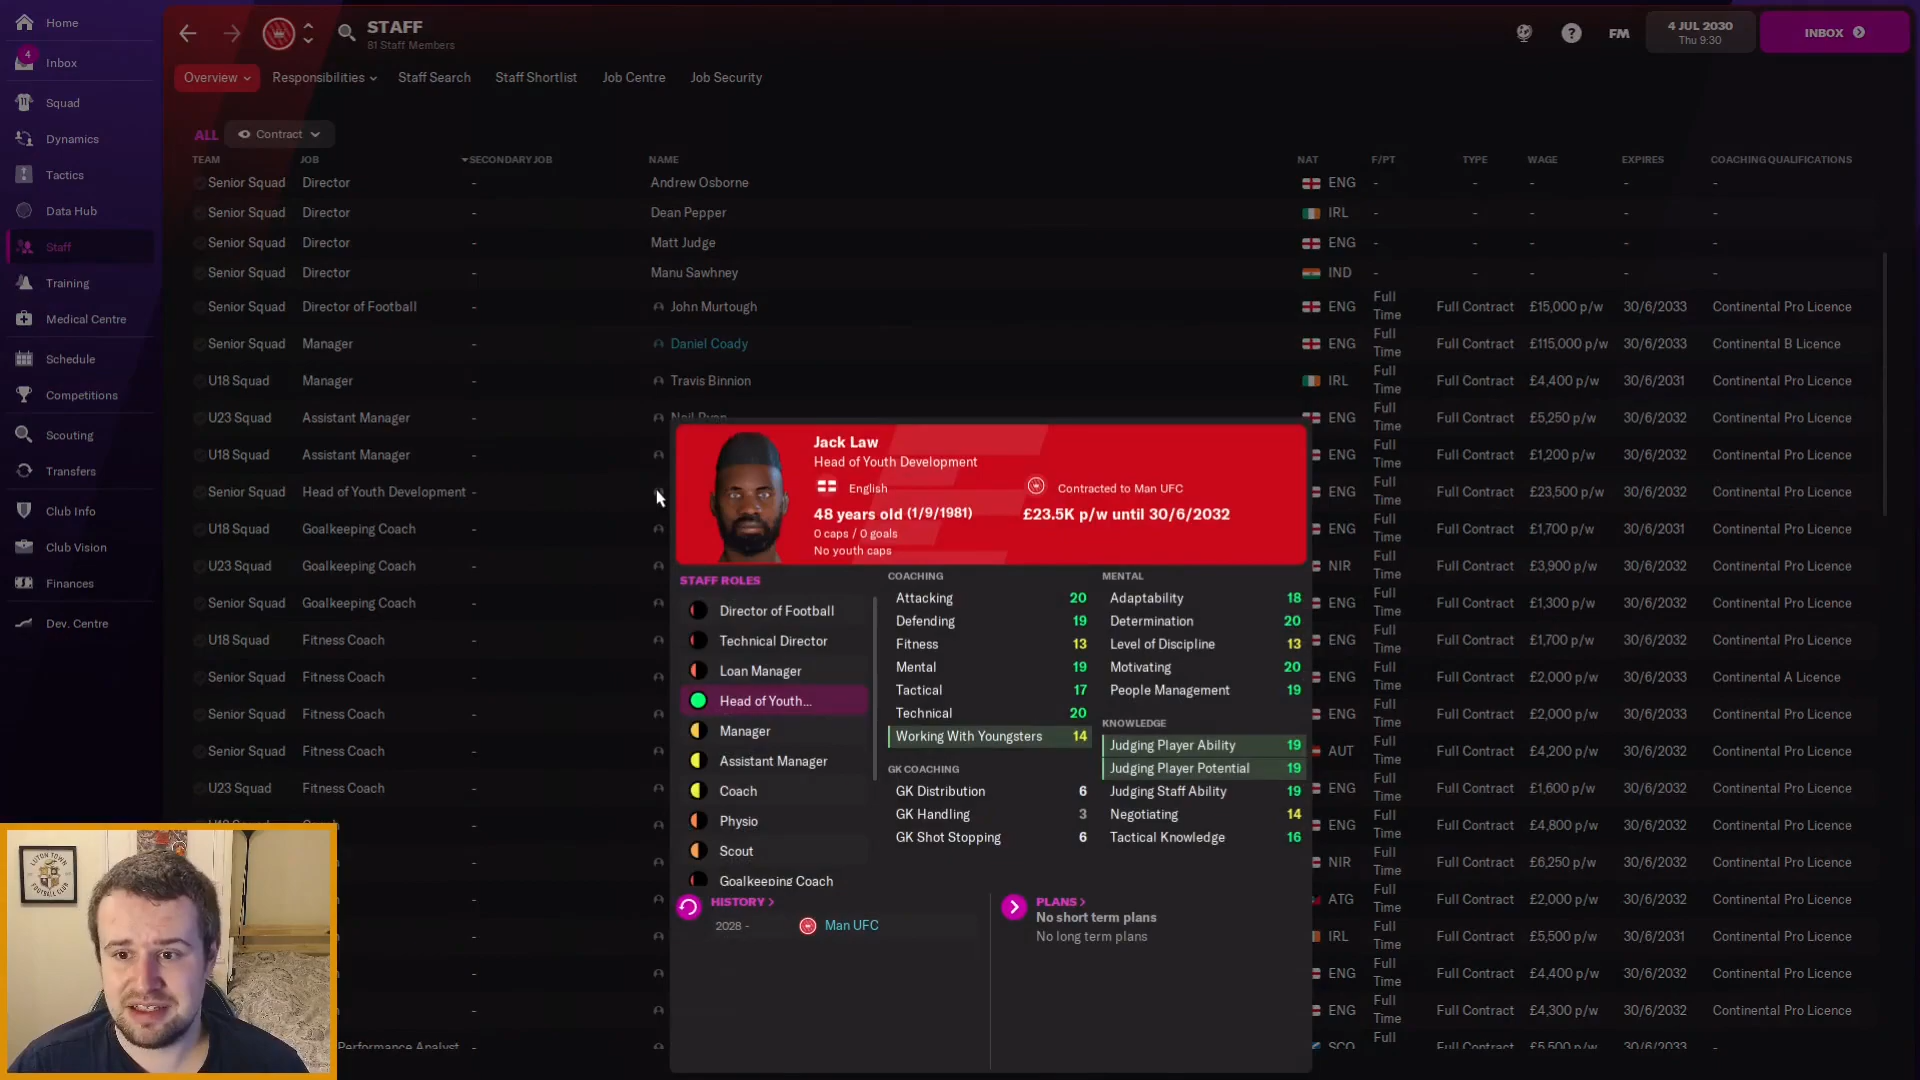 Home
4
Inbox
Squad
Dynamics
Tactics
Data Hub
Staff
Training
Medical Centre
Schedule
Competitions
Scouting
Transfers
Club Info
Club Vision
Finances
Dev. Centre
STAFF
81 Staff Members
FM
4 JUL 2030
Thu 9:30
INBOX
Overview Responsibilities Staff Search Staff Shortlist Job Centre Job Security
ALL Contract
TEAM JOB SECONDARY JOB NAME NAT F/PT TYPE WAGE EXPIRES COACHING QUALIFICATIONS
Senior Squad Director - Andrew Osborne ENG - - - - -
Senior Squad Director - Dean Pepper IRL - - - - -
Senior Squad Director - Matt Judge ENG - - - - -
Senior Squad Director - Manu Sawhney IND - - - - -
Senior Squad Director of Football - John Murtough ENG Full Time Full Contract £15,000 p/w 30/6/2033 Continental Pro Licence
Senior Squad Manager - Daniel Coady ENG Full Time Full Contract £115,000 p/w 30/6/2033 Continental B Licence
U18 Squad Manager - Travis Binnion IRL Full Time Full Contract £4,400 p/w 30/6/2031 Continental Pro Licence
U23 Squad Assistant Manager - Neil Ryan ENG Full Time Full Contract £5,250 p/w 30/6/2032 Continental Pro Licence
U18 Squad Assistant Manager - ENG Full Time Full Contract £1,200 p/w 30/6/2032 Continental Pro Licence
Senior Squad Head of Youth Development - ENG Full Time Full Contract £23,500 p/w 30/6/2032 Continental Pro Licence
U18 Squad Goalkeeping Coach - ENG Full Time Full Contract £1,700 p/w 30/6/2031 Continental Pro Licence
U23 Squad Goalkeeping Coach - NIR Full Time Full Contract £3,900 p/w 30/6/2032 Continental Pro Licence
Senior Squad Goalkeeping Coach - ENG Full Time Full Contract £1,300 p/w 30/6/2032 Continental Pro Licence
U18 Squad Fitness Coach - ENG Full Time Full Contract £1,700 p/w 30/6/2032 Continental Pro Licence
Senior Squad Fitness Coach - ENG Full Time Full Contract £2,000 p/w 30/6/2033 Continental A Licence
Senior Squad Fitness Coach - ENG Full Time Full Contract £2,000 p/w 30/6/2033 Continental Pro Licence
Senior Squad Fitness Coach - AUT Full Time Full Contract £4,200 p/w 30/6/2032 Continental Pro Licence
U23 Squad Fitness Coach - ENG Full Time Full Contract £1,600 p/w 30/6/2032 Continental Pro Licence
- ENG Full Time Full Contract £4,800 p/w 30/6/2032 Continental Pro Licence
- NIR Full Time Full Contract £6,250 p/w 30/6/2032 Continental Pro Licence
- ATG Full Time Full Contract £2,000 p/w 30/6/2032 Continental Pro Licence
- IRL Full Time Full Contract £5,500 p/w 30/6/2031 Continental Pro Licence
- ENG Full Time Full Contract £4,400 p/w 30/6/2032 Continental Pro Licence
- ENG Full Time Full Contract £4,300 p/w 30/6/2032 Continental Pro Licence
Performance Analyst - SCO Full Full Contract £5,500 p/w 30/6/2033 -
Jack Law
Head of Youth Development
English Contracted to Man UFC
48 years old (1/9/1981) £23.5K p/w until 30/6/2032
0 caps / 0 goals
No youth caps
STAFF ROLES
Director of Football
Technical Director
Loan Manager
Head of Youth...
Manager
Assistant Manager
Coach
Physio
Scout
Goalkeeping Coach
COACHING
Attacking 20
Defending 19
Fitness 13
Mental 19
Tactical 17
Technical 20
Working With Youngsters 14
GK COACHING
GK Distribution 6
GK Handling 3
GK Shot Stopping 6
MENTAL
Adaptability 18
Determination 20
Level of Discipline 13
Motivating 20
People Management 19
KNOWLEDGE
Judging Player Ability 19
Judging Player Potential 19
Judging Staff Ability 19
Negotiating 14
Tactical Knowledge 16
HISTORY >
2028 - Man UFC
PLANS >
No short term plans
No long term plans
LUTON TOWN
FOOTBALL CLUB